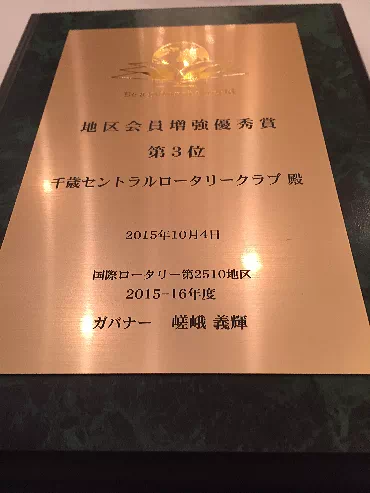 地区会員増強優秀賞
第3位
千歳セントラルロータリークラブ 殿
2015年10月4日
国際ロータリー第2510地区
2015-16年度
ガバナー 嵯峨 義輝